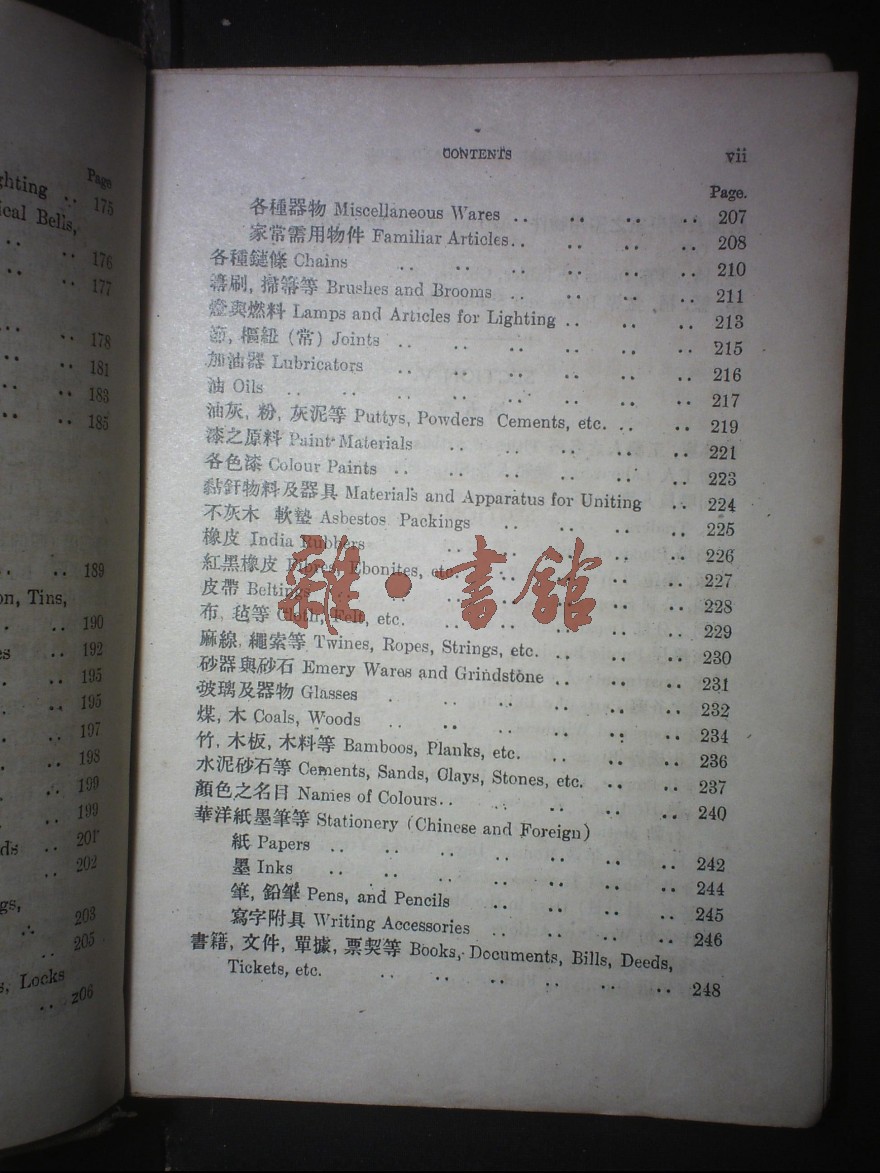 Page
175
ical Bells,
176
177
178
181
183
185
189
on, Tins,
190
192
195
195
197
198
199
199
201
202
203
205
s, Locks
206
CONTENTS vii
Page.
各種器物 Miscellaneous Wares .. .. .. .. 207
家常需用物件 Familiar Articles.. .. .. .. 208
各種鏈條 Chains .. .. .. .. .. .. 210
箒刷, 掃箒等 Brushes and Brooms .. .. .. .. 211
燈與燃料 Lamps and Articles for Lighting .. .. .. 213
節, 樞紐 (常) Joints .. .. .. .. .. .. 215
加油器 Lubricators .. .. .. .. .. .. 216
油 Oils .. .. .. .. .. .. .. 217
油灰, 粉, 灰泥等 Puttys, Powders Cements, etc. .. .. 219
漆之原料 Paint Materials .. .. .. .. .. 221
各色漆 Colour Paints .. .. .. .. .. .. 223
黏釬物料及器具 Materials and Apparatus for Uniting .. 224
不灰木 軟墊 Asbestos Packings .. .. .. .. 225
橡皮 India Rubbers .. .. .. .. .. 226
紅黑橡皮 Fibres, Ebonites, etc. .. .. .. .. 227
皮帶 Beltings .. .. .. .. .. 228
布, 毡等 Cloth, Felt, etc. .. .. .. .. .. 229
麻線, 繩索等 Twines, Ropes, Strings, etc. .. .. .. 230
砂器與砂石 Emery Wares and Grindstone .. .. .. 231
玻璃及器物 Glasses .. .. .. .. .. 232
煤, 木 Coals, Woods .. .. .. .. .. .. 234
竹, 木板, 木料等 Bamboos, Planks, etc. .. .. .. 236
水泥砂石等 Cements, Sands, Clays, Stones, etc. .. .. .. 237
顏色之名目 Names of Colours.. .. .. .. .. 240
華洋紙墨筆等 Stationery (Chinese and Foreign)
紙 Papers .. .. .. .. .. .. .. 242
墨 Inks .. .. .. .. .. .. .. 244
筆, 鉛筆 Pens, and Pencils .. .. .. .. .. 245
寫字附具 Writing Accessories .. .. .. .. .. 246
書籍, 文件, 單據, 票契等 Books, Documents, Bills, Deeds,
Tickets, etc. .. .. .. .. .. .. 248
雜·書館